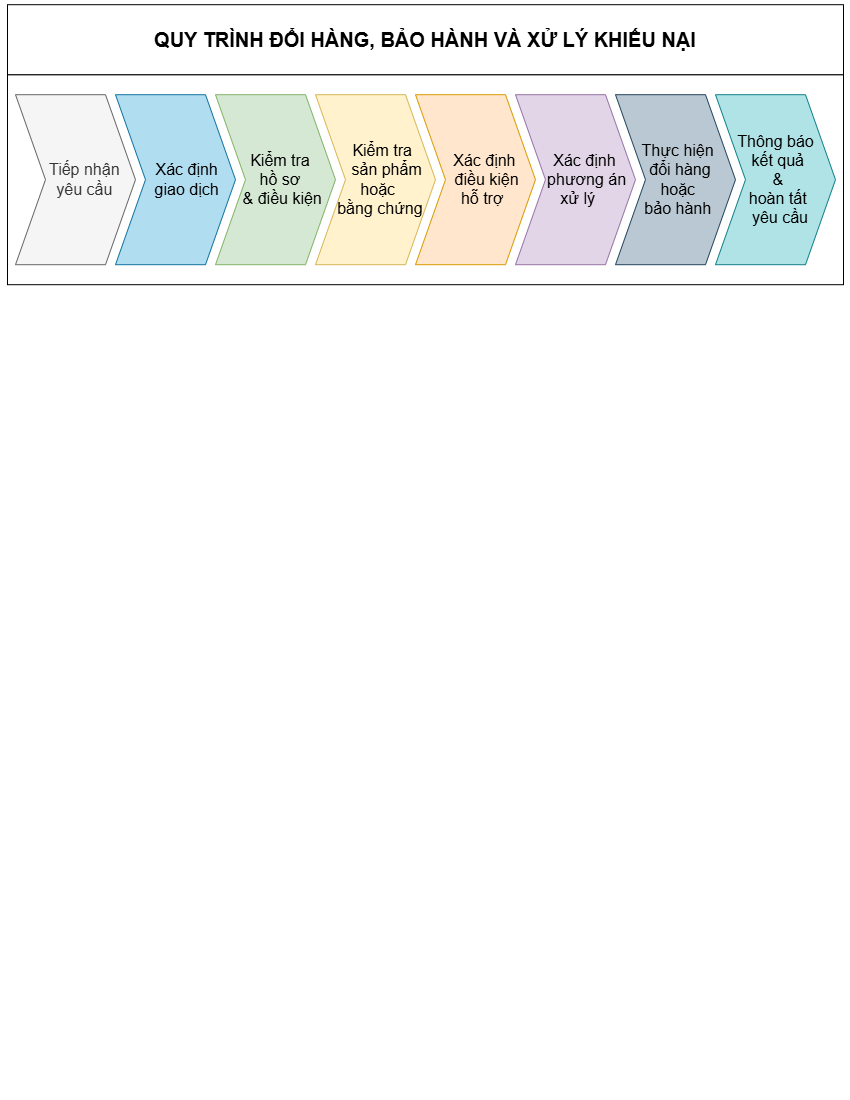 QUY TRÌNH ĐỔI HÀNG, BẢO HÀNH VÀ XỬ LÝ KHIẾU NẠI
Tiếp nhận
yêu cầu
Xác định
giao dịch
Kiểm tra
hồ sơ
& điều kiện
Kiểm tra
sản phẩm
hoặc
bằng chứng
Xác định
điều kiện
hỗ trợ
Xác định
phương án
xử lý
Thực hiện
đổi hàng
hoặc
bảo hành
Thông báo
kết quả
&
hoàn tất
yêu cầu